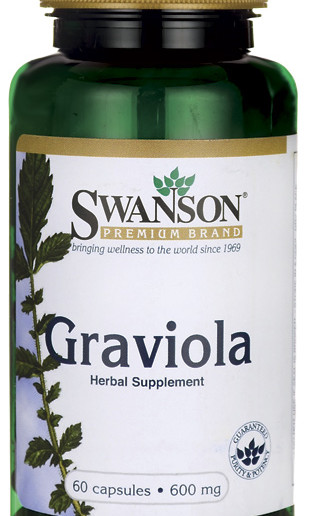 SWANSON®
PREMIUM BRAND
bringing wellness to the world since 1969
Graviola
Herbal Supplement
GUARANTEED
PURITY & POTENCY
60 capsules • 600 mg